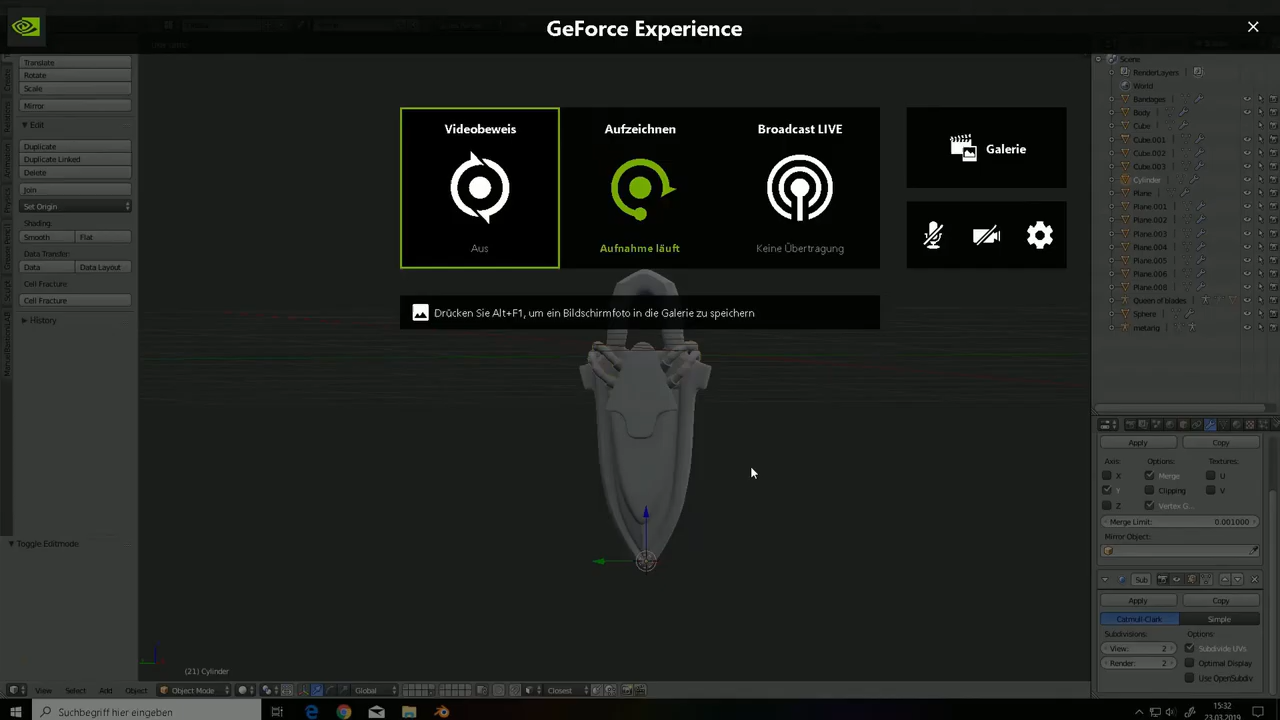 GeForce Experience
Videobeweis
Aus
Aufzeichnen
Aufnahme läuft
Broadcast LIVE
Keine Übertragung
Galerie
Drücken Sie Alt+F1, um ein Bildschirmfoto in die Galerie zu speichern
Translate
Rotate
Scale
Mirror
Edit
Duplicate
Duplicate Linked
Delete
Join
Set Origin
Shading:
Smooth Flat
Data Transfer:
Data Data Layout
Cell Fracture
Cell Fracture
History
Toggle Editmode
Scene
RenderLayers
World
Bandages
Body
Cube
Cube.001
Cube.002
Cube.003
Cylinder
Plane
Plane.001
Plane.002
Plane.003
Plane.004
Plane.005
Plane.006
Plane.008
Queen of blades
Sphere
metarig
Apply Copy
Axis: Options: Textures:
X Merge U
Y Clipping V
Z Vertex G...
Merge Limit: 0.001000
Mirror Object:
Sub
Apply Copy
Catmull-Clark Simple
Subdivisions: Options:
View: 2 Subdivide UVs
Render: 2 Optimal Display
Use OpenSubdiv
(21) Cylinder
View Select Add Object Object Mode Global Closest
Suchbegriff hier eingeben
15:32
23.03.2019